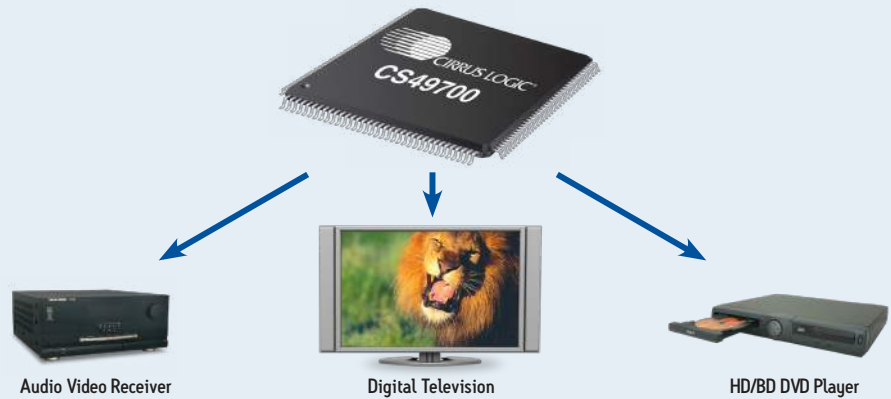 CIRRUS LOGIC®
CS49700
Audio Video Receiver
Digital Television
HD/BD DVD Player